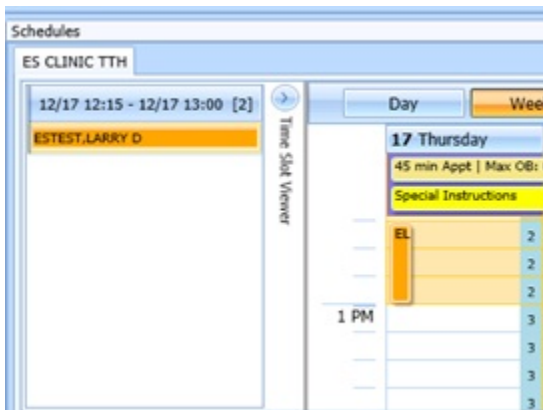 Schedules
ES CLINIC TTH
12/17 12:15 - 12/17 13:00 [2]
ESTEST,LARRY D
Time Slot Viewer
Day
Wee
17 Thursday
45 min Appt | Max OB:
Special Instructions
EL
2
2
2
1 PM
3
3
3
3